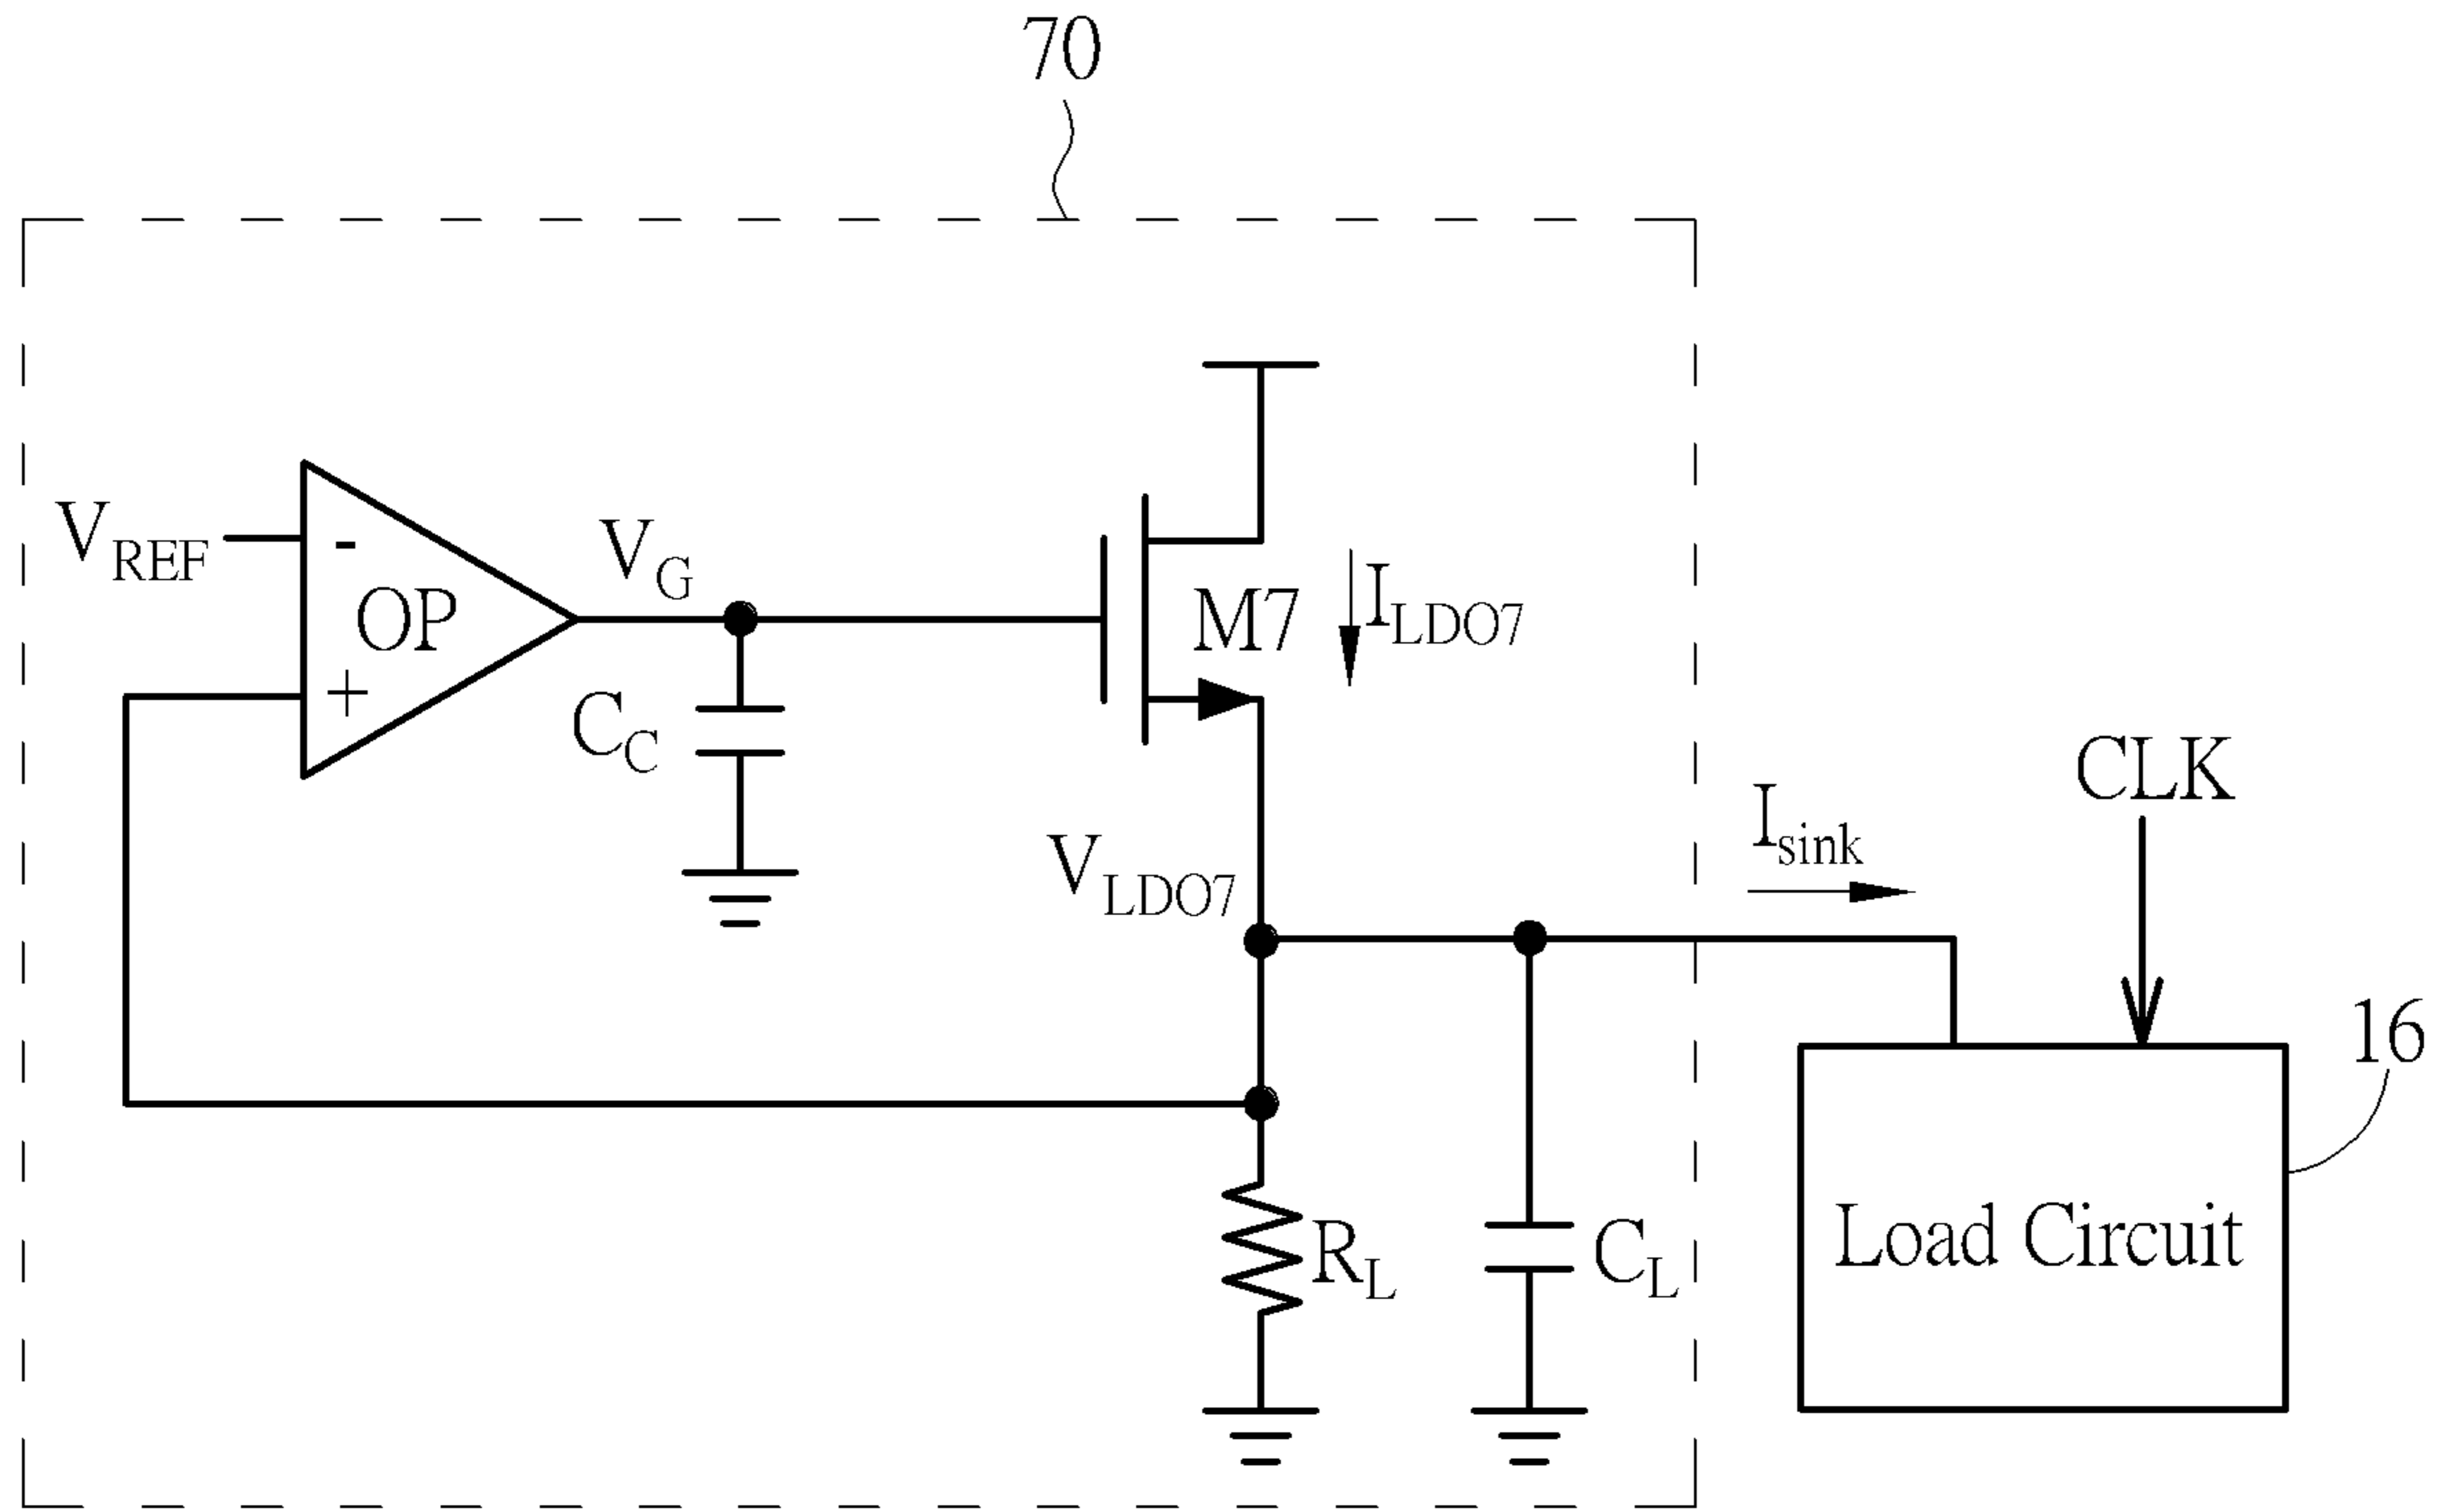 70
VREF
-
OP
+
VG
CC
M7
ILDO7
VLDO7
Isink
CLK
16
RL
CL
Load Circuit